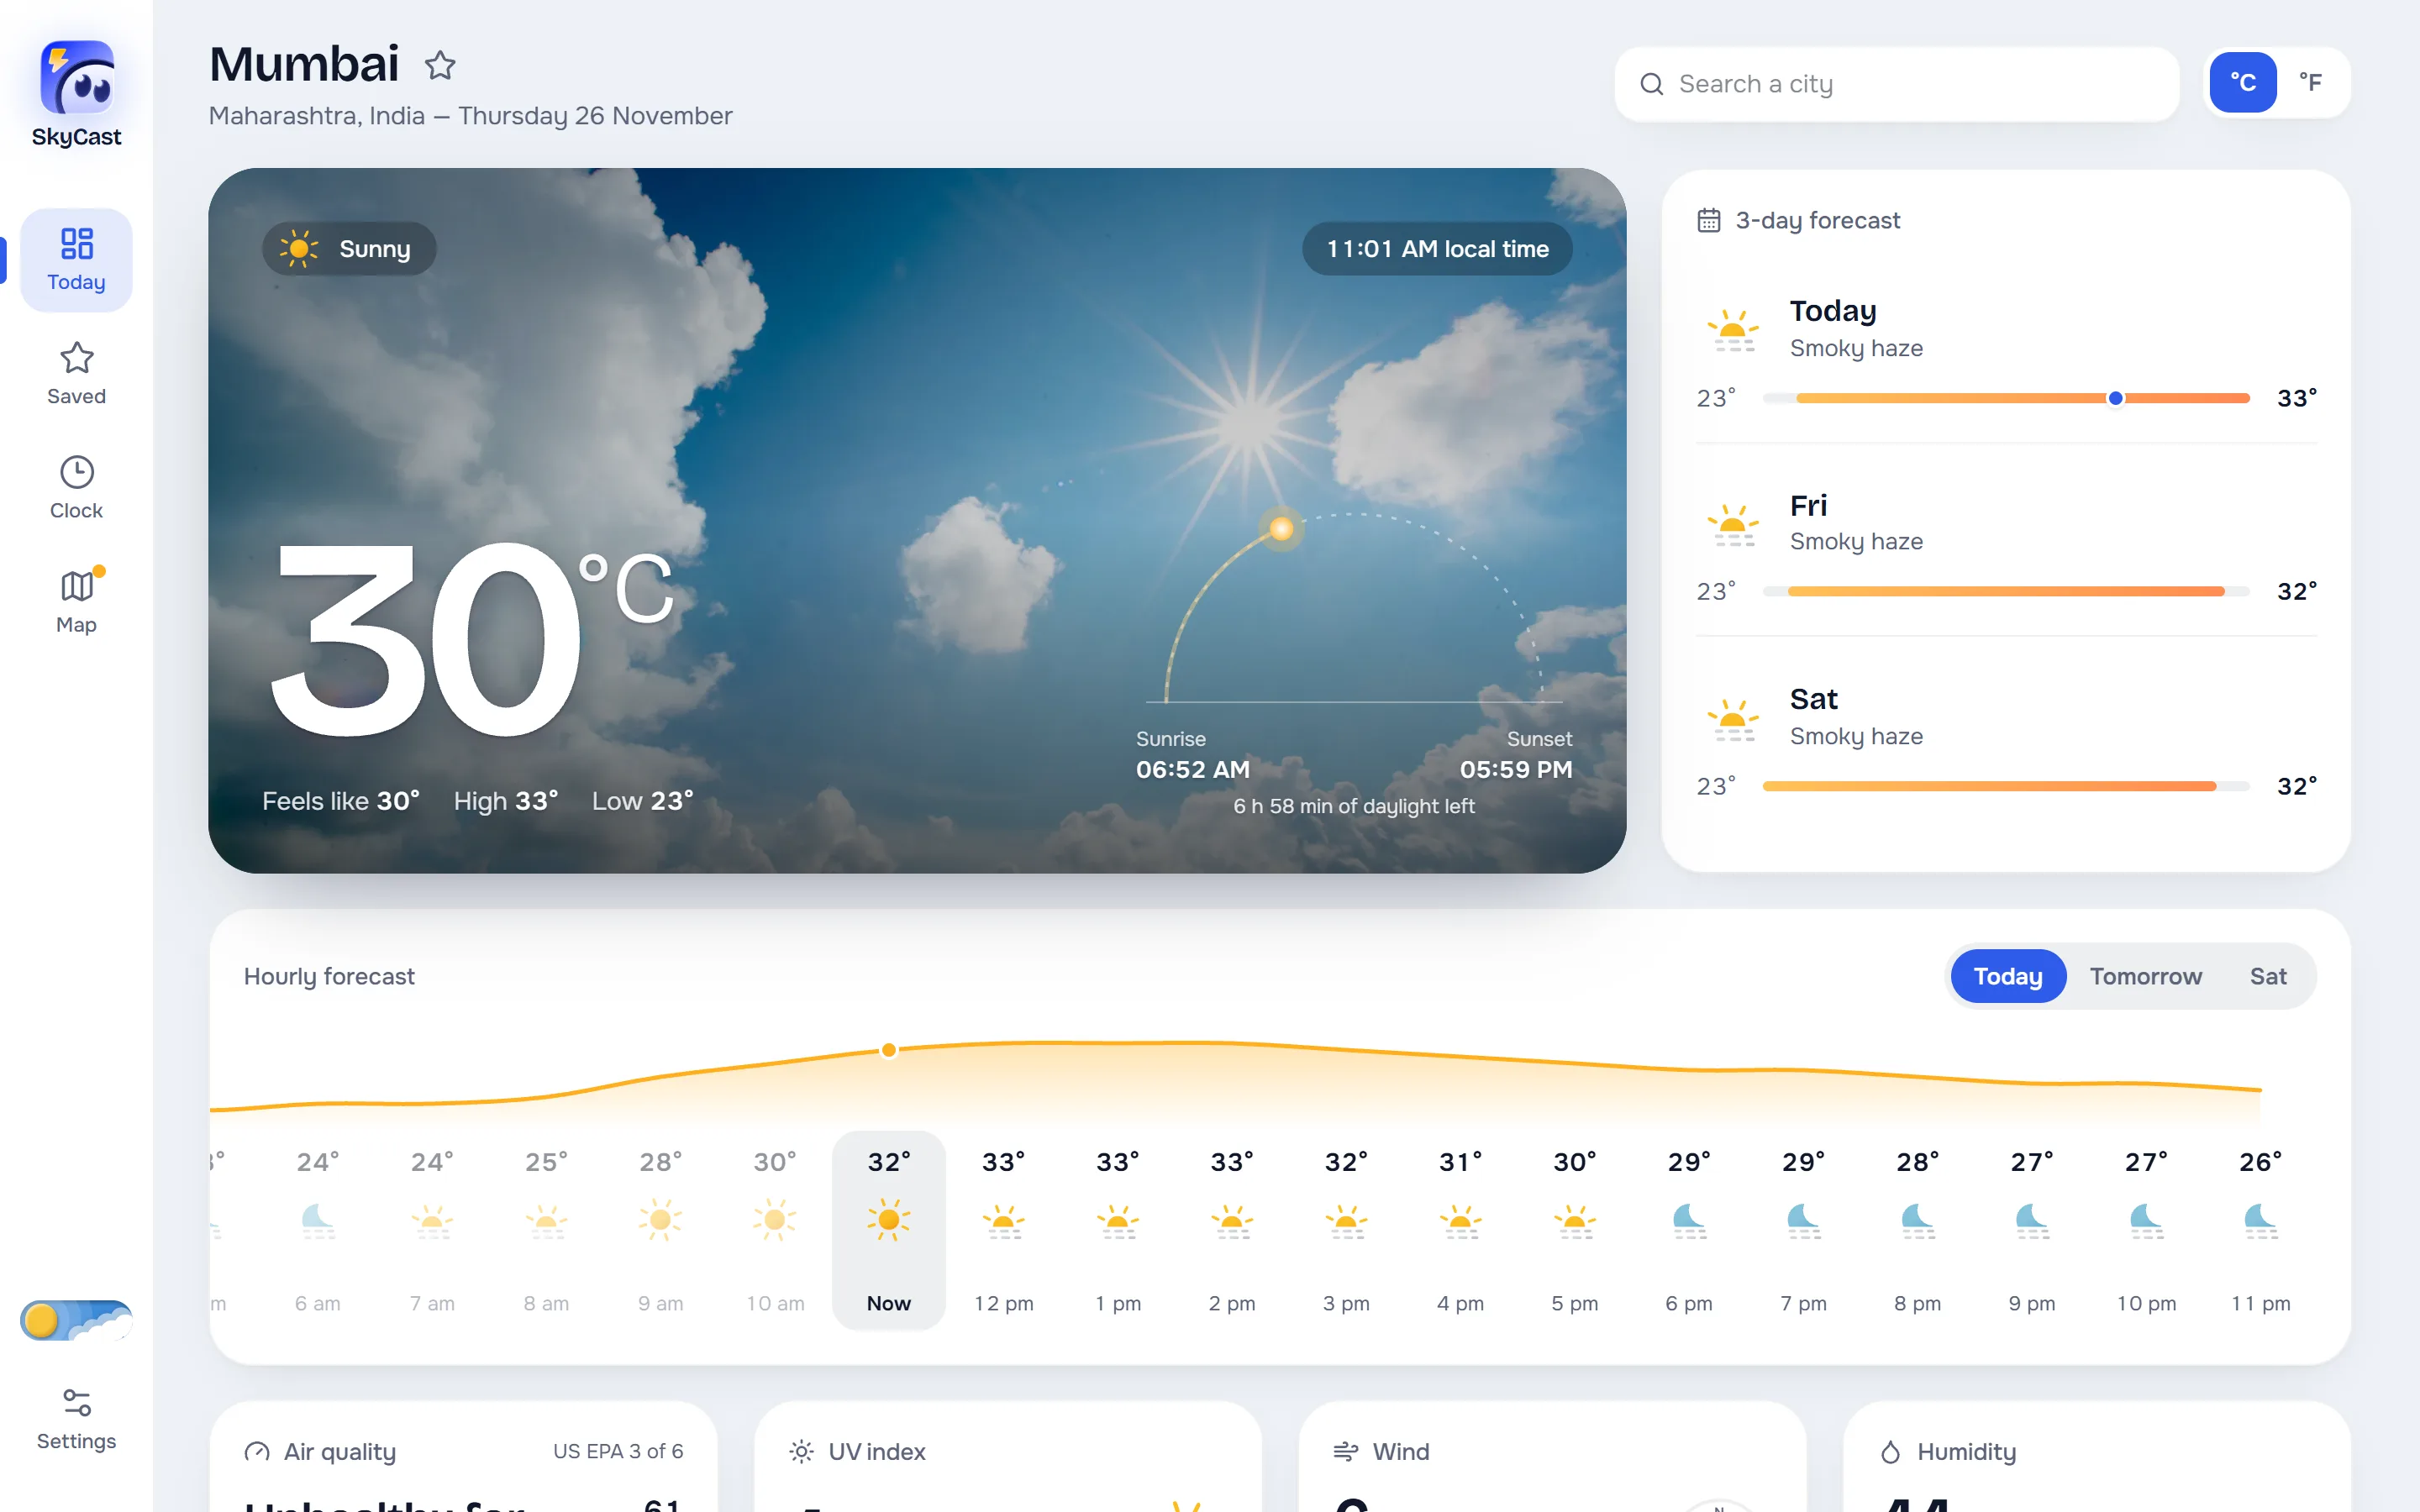 SkyCast
Today
Saved
Clock
Map
Settings
Mumbai
Maharashtra, India — Thursday 26 November
Search a city
°C °F
Sunny
11:01 AM local time
30°C
Feels like 30° High 33° Low 23°
Sunrise Sunset
06:52 AM 05:59 PM
6 h 58 min of daylight left
3-day forecast
Today
Smoky haze
23° 33°
Fri
Smoky haze
23° 32°
Sat
Smoky haze
23° 32°
Hourly forecast
Today Tomorrow Sat
24° 24° 25° 28° 30° 32° 33° 33° 33° 32° 31° 30° 29° 29° 28° 27° 27° 26°
6 am 7 am 8 am 9 am 10 am Now 12 pm 1 pm 2 pm 3 pm 4 pm 5 pm 6 pm 7 pm 8 pm 9 pm 10 pm 11 pm
Air quality US EPA 3 of 6
Unhealthy for 61
UV index
Wind
N
Humidity
44